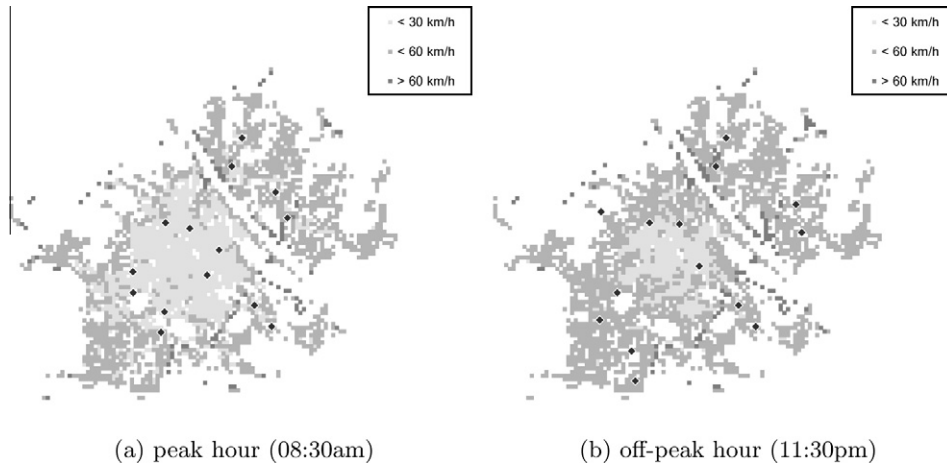 < 30 km/h
< 60 km/h
> 60 km/h
< 30 km/h
< 60 km/h
> 60 km/h
(a) peak hour (08:30am)
(b) off-peak hour (11:30pm)